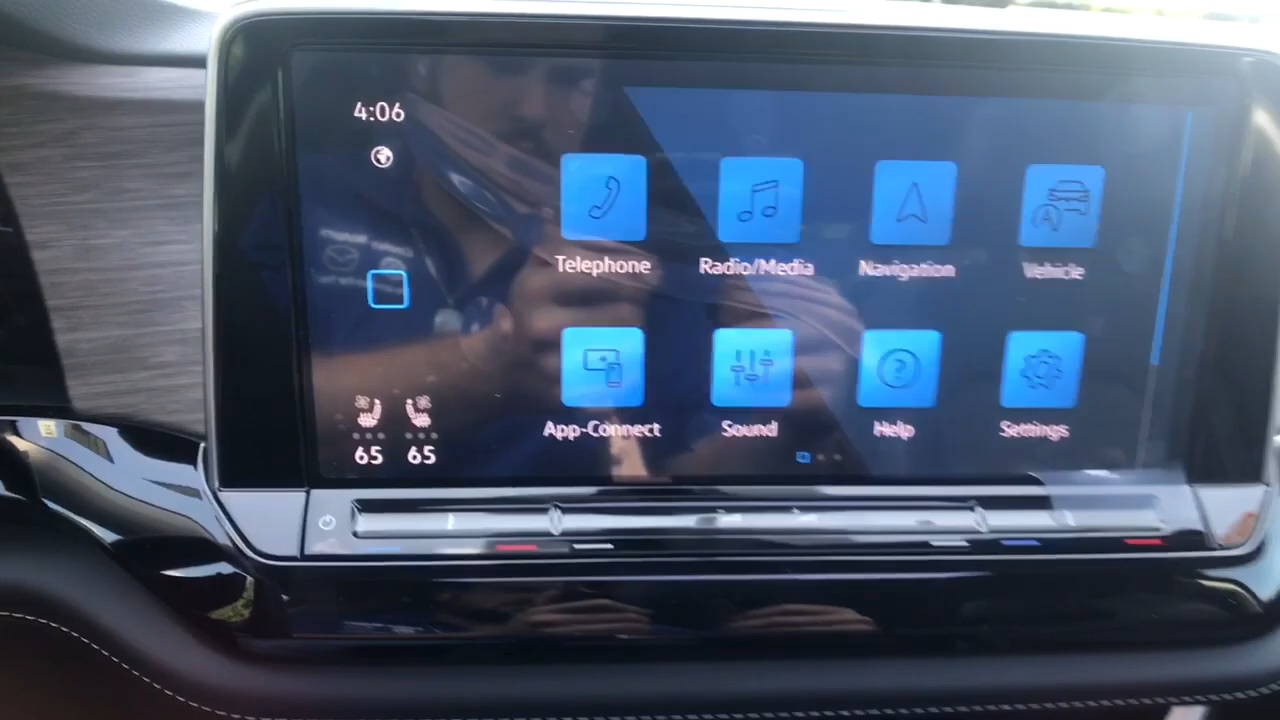 4:06
Telephone
Radio/Media
Navigation
A
Vehicle
?
App-Connect
Sound
Help
Settings
65
65